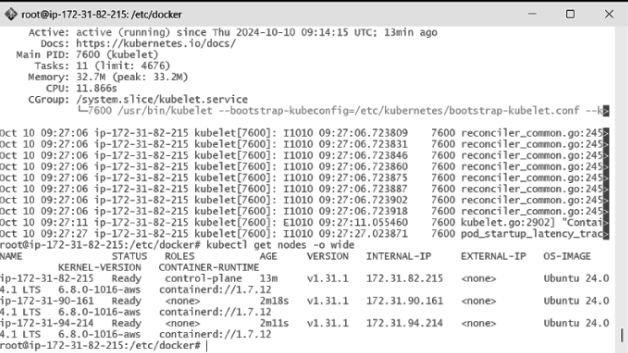 root@ip-172-31-82-215: /etc/docker
Active: active (running) since Thu 2024-10-10 09:14:15 UTC; 13min ago
Docs: https://kubernetes.io/docs/
Main PID: 7600 (kubelet)
Tasks: 11 (limit: 4676)
Memory: 32.7M (peak: 33.2M)
CPU: 11.866s
CGroup: /system.slice/kubelet.service
└─7600 /usr/bin/kubelet --bootstrap-kubeconfig=/etc/kubernetes/bootstrap-kubelet.conf --k>
Oct 10 09:27:06 ip-172-31-82-215 kubelet[7600]: I1010 09:27:06.723809 7600 reconciler_common.go:245>
Oct 10 09:27:06 ip-172-31-82-215 kubelet[7600]: I1010 09:27:06.723831 7600 reconciler_common.go:245>
Oct 10 09:27:06 ip-172-31-82-215 kubelet[7600]: I1010 09:27:06.723846 7600 reconciler_common.go:245>
Oct 10 09:27:06 ip-172-31-82-215 kubelet[7600]: I1010 09:27:06.723860 7600 reconciler_common.go:245>
Oct 10 09:27:06 ip-172-31-82-215 kubelet[7600]: I1010 09:27:06.723875 7600 reconciler_common.go:245>
Oct 10 09:27:06 ip-172-31-82-215 kubelet[7600]: I1010 09:27:06.723887 7600 reconciler_common.go:245>
Oct 10 09:27:06 ip-172-31-82-215 kubelet[7600]: I1010 09:27:06.723902 7600 reconciler_common.go:245>
Oct 10 09:27:06 ip-172-31-82-215 kubelet[7600]: I1010 09:27:06.723918 7600 reconciler_common.go:245>
Oct 10 09:27:11 ip-172-31-82-215 kubelet[7600]: E1010 09:27:11.055460 7600 kubelet.go:2902] "Contai>
Oct 10 09:27:27 ip-172-31-82-215 kubelet[7600]: I1010 09:27:27.023871 7600 pod_startup_latency_trac>
root@ip-172-31-82-215:/etc/docker# kubectl get nodes -o wide
NAME STATUS ROLES AGE VERSION INTERNAL-IP EXTERNAL-IP OS-IMAGE
KERNEL-VERSION CONTAINER-RUNTIME
ip-172-31-82-215 Ready control-plane 13m v1.31.1 172.31.82.215 <none> Ubuntu 24.0
4.1 LTS 6.8.0-1016-aws containerd://1.7.12
ip-172-31-90-161 Ready <none> 2m18s v1.31.1 172.31.90.161 <none> Ubuntu 24.0
4.1 LTS 6.8.0-1016-aws containerd://1.7.12
ip-172-31-94-214 Ready <none> 2m11s v1.31.1 172.31.94.214 <none> Ubuntu 24.0
4.1 LTS 6.8.0-1016-aws containerd://1.7.12
root@ip-172-31-82-215:/etc/docker#